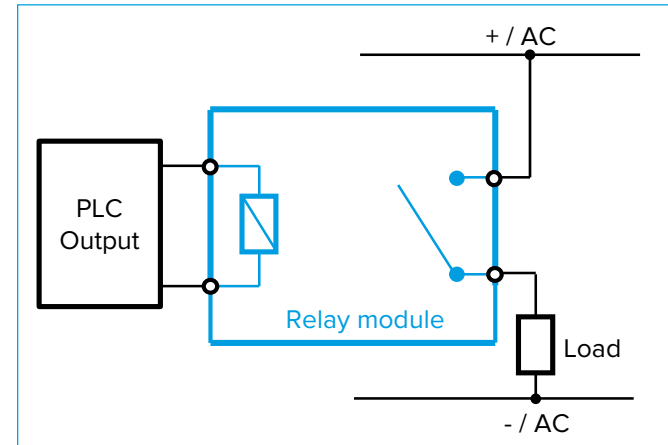 + / AC
PLC
Output
Relay module
Load
- / AC